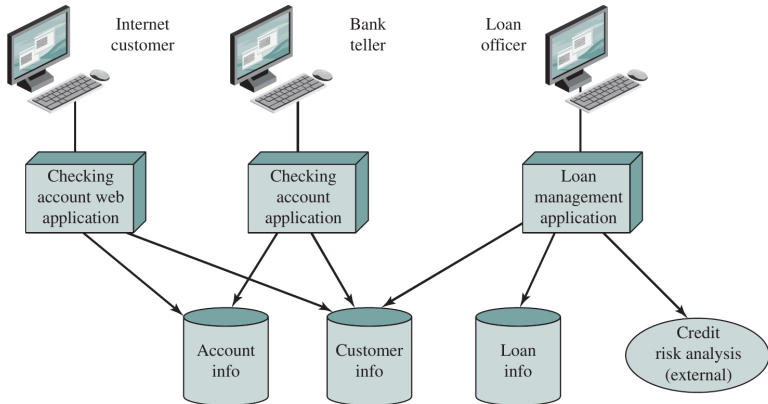 Internet
customer
Bank
teller
Loan
officer
Checking
account web
application
Checking
account
application
Loan
management
application
Account
info
Customer
info
Loan
info
Credit
risk analysis
(external)